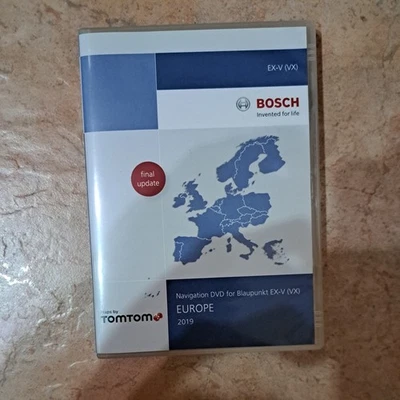 EX-V (VX)
BOSCH
Invented for life
final
update
Navigation DVD for Blaupunkt EX-V (VX)
EUROPE
2019
maps by
TOMTOM